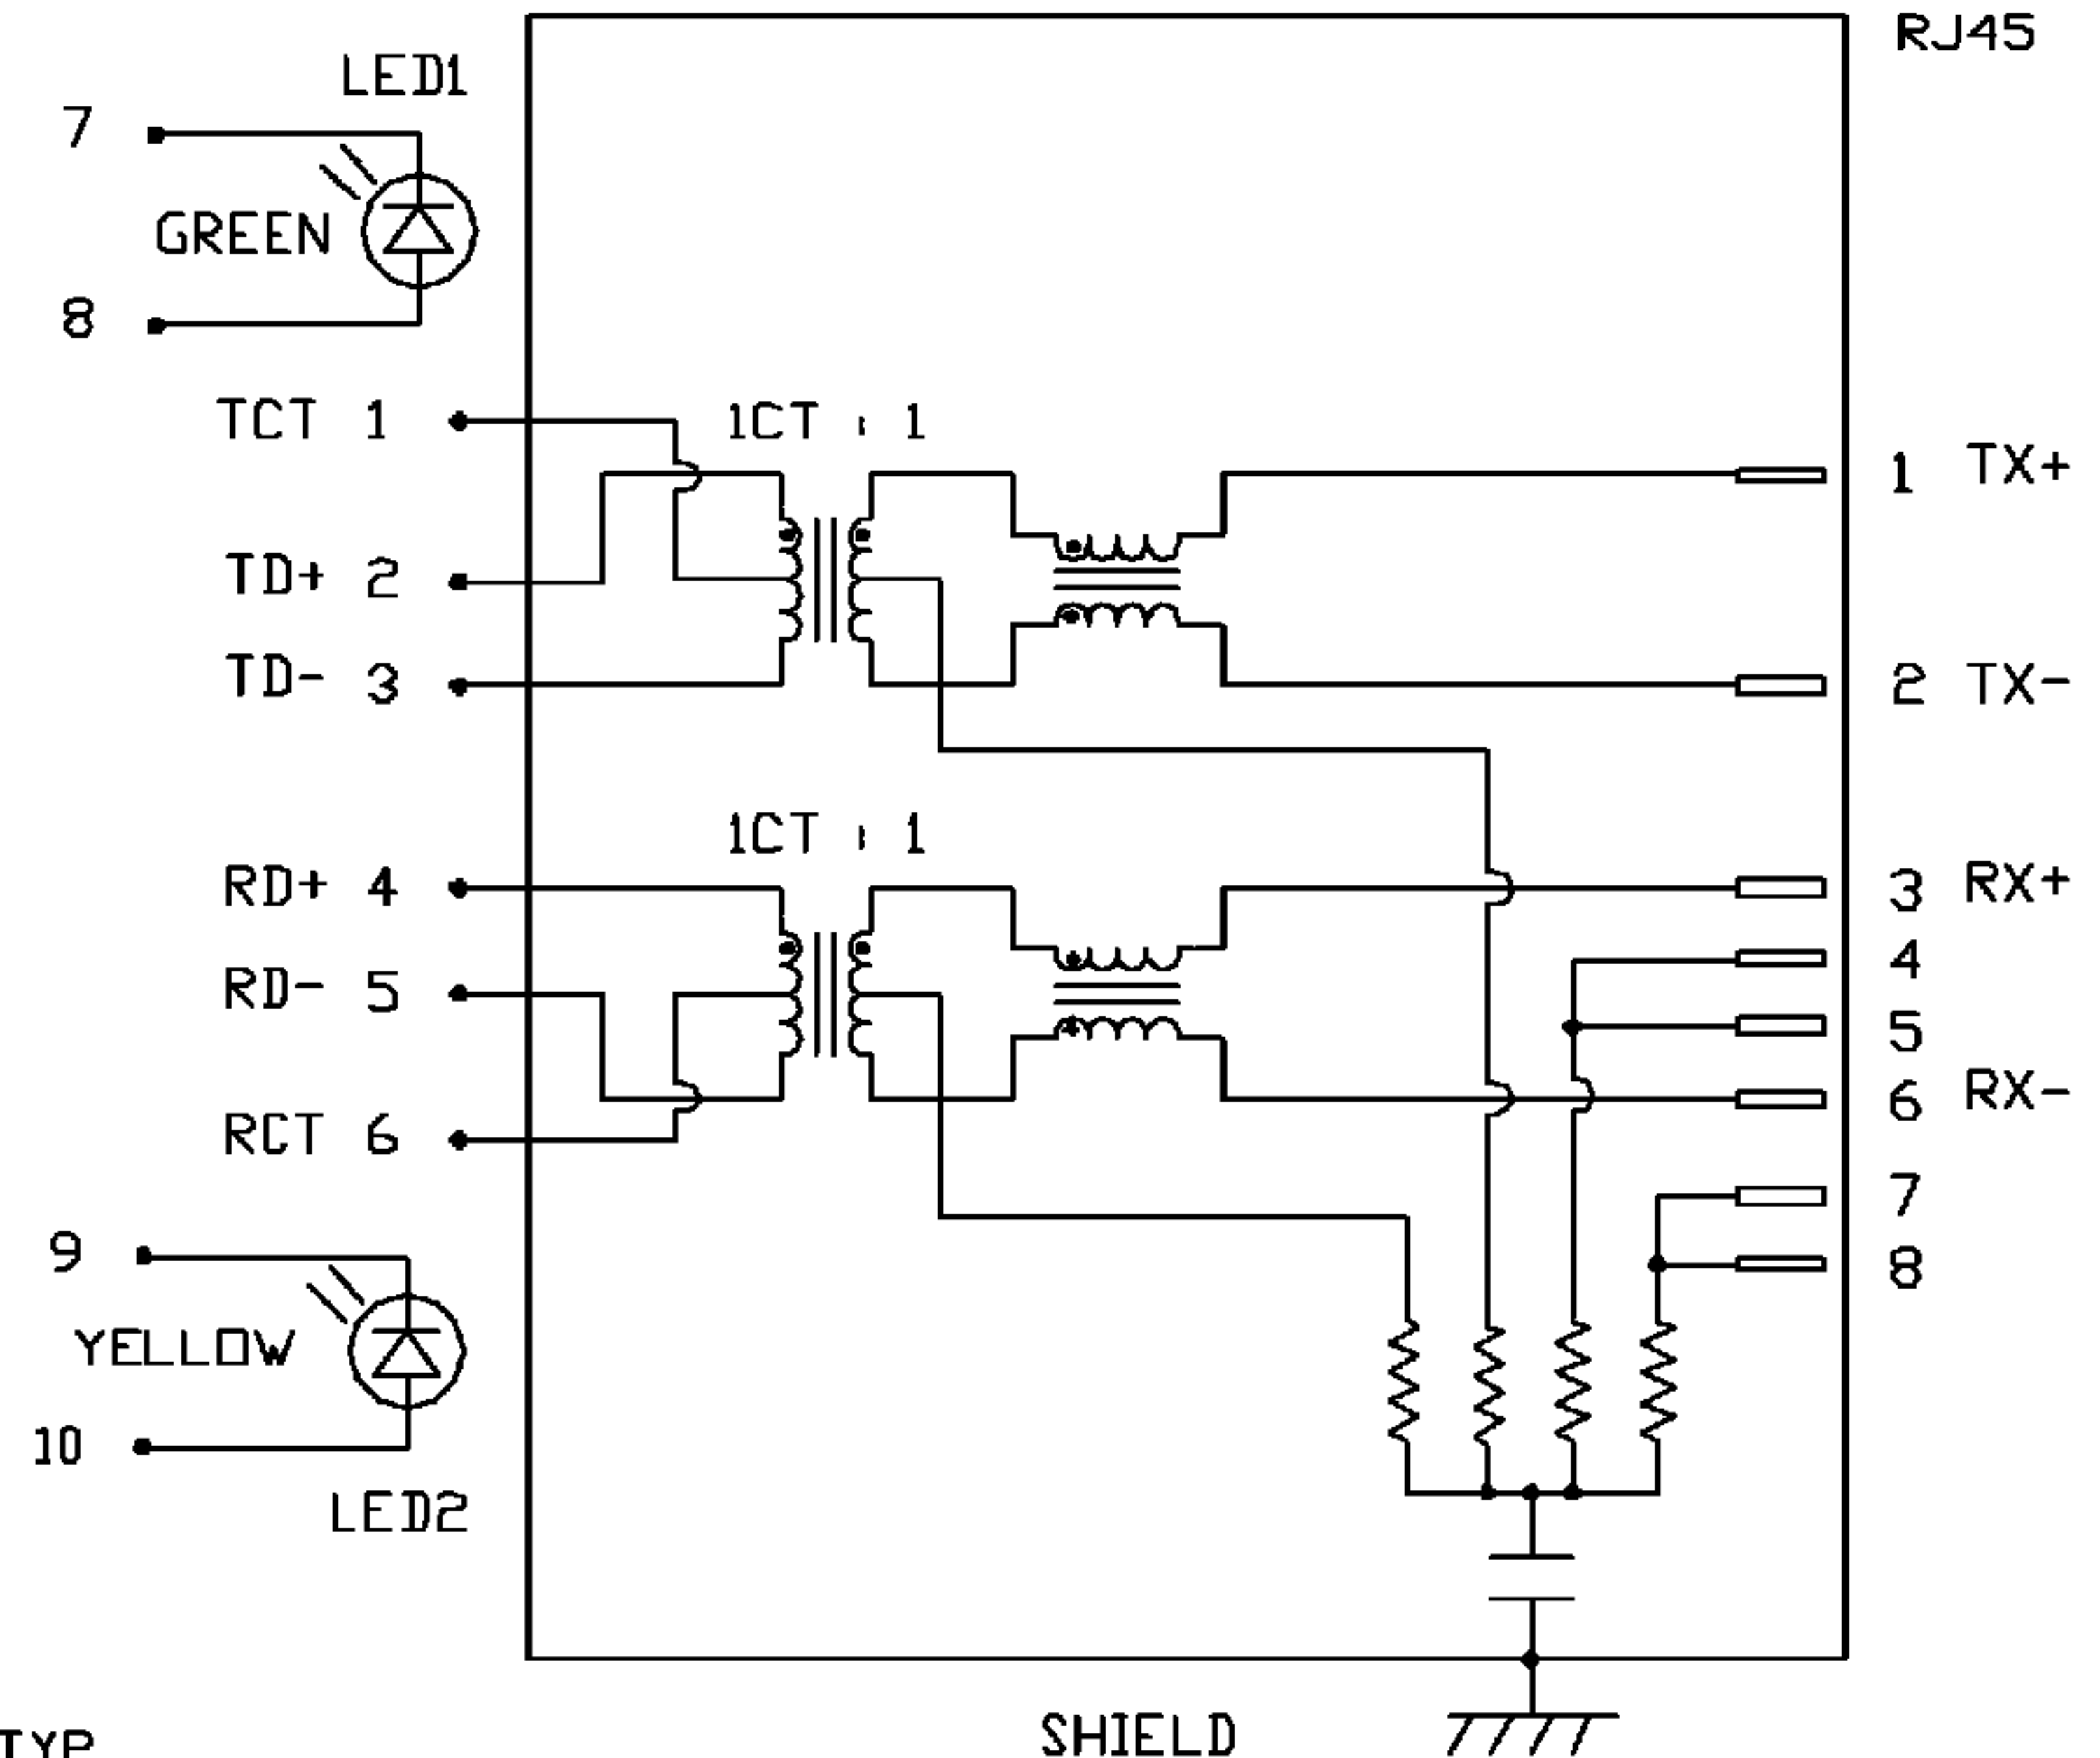 RJ45
LED1
7
GREEN
8
TCT 1
1CT : 1
1 TX+
TD+ 2
TD- 3
2 TX-
1CT : 1
RD+ 4
3 RX+
4
RD- 5
5
6 RX-
RCT 6
7
9
8
YELLOW
10
LED2
SHIELD
TYP